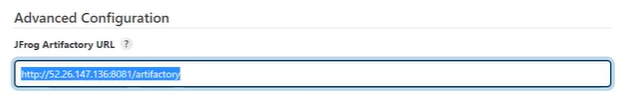 Advanced Configuration
JFrog Artifactory URL ?
http://52.26.147.136:8081/artifactory